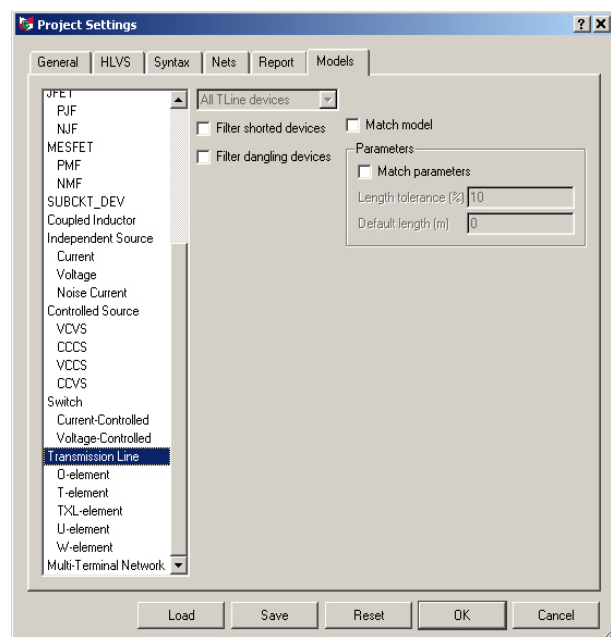 Project Settings
General HLVS Syntax Nets Report Models
JFET
PJF
NJF
MESFET
PMF
NMF
SUBCKT_DEV
Coupled Inductor
Independent Source
Current
Voltage
Noise Current
Controlled Source
VCVS
CCCS
VCCS
CCVS
Switch
Current-Controlled
Voltage-Controlled
Transmission Line
O-element
T-element
TXL-element
U-element
W-element
Multi-Terminal Network
All TLine devices
Filter shorted devices
Filter dangling devices
Match model
Parameters
Match parameters
Length tolerance (%) 10
Default length (m) 0
Load Save Reset OK Cancel